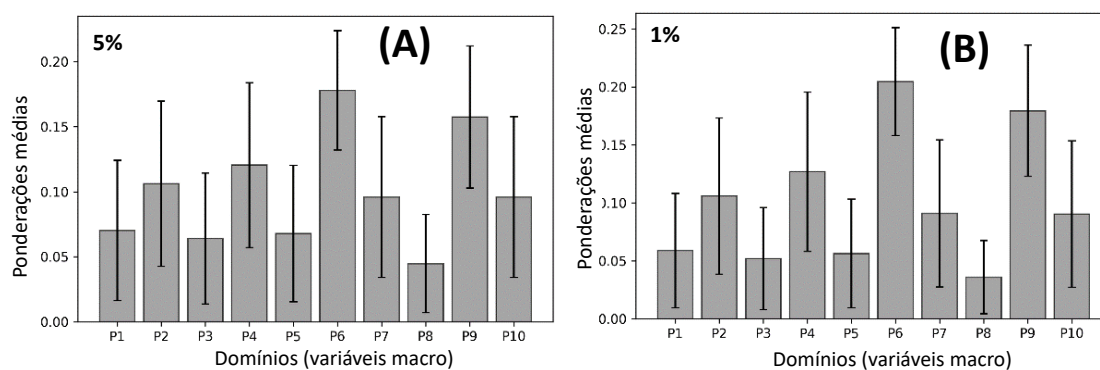 5%
(A)
Ponderações médias
0.20
0.15
0.10
0.05
0.00
P1 P2 P3 P4 P5 P6 P7 P8 P9 P10
Domínios (variáveis macro)
1%
(B)
Ponderações médias
0.25
0.20
0.15
0.10
0.05
0.00
P1 P2 P3 P4 P5 P6 P7 P8 P9 P10
Domínios (variáveis macro)